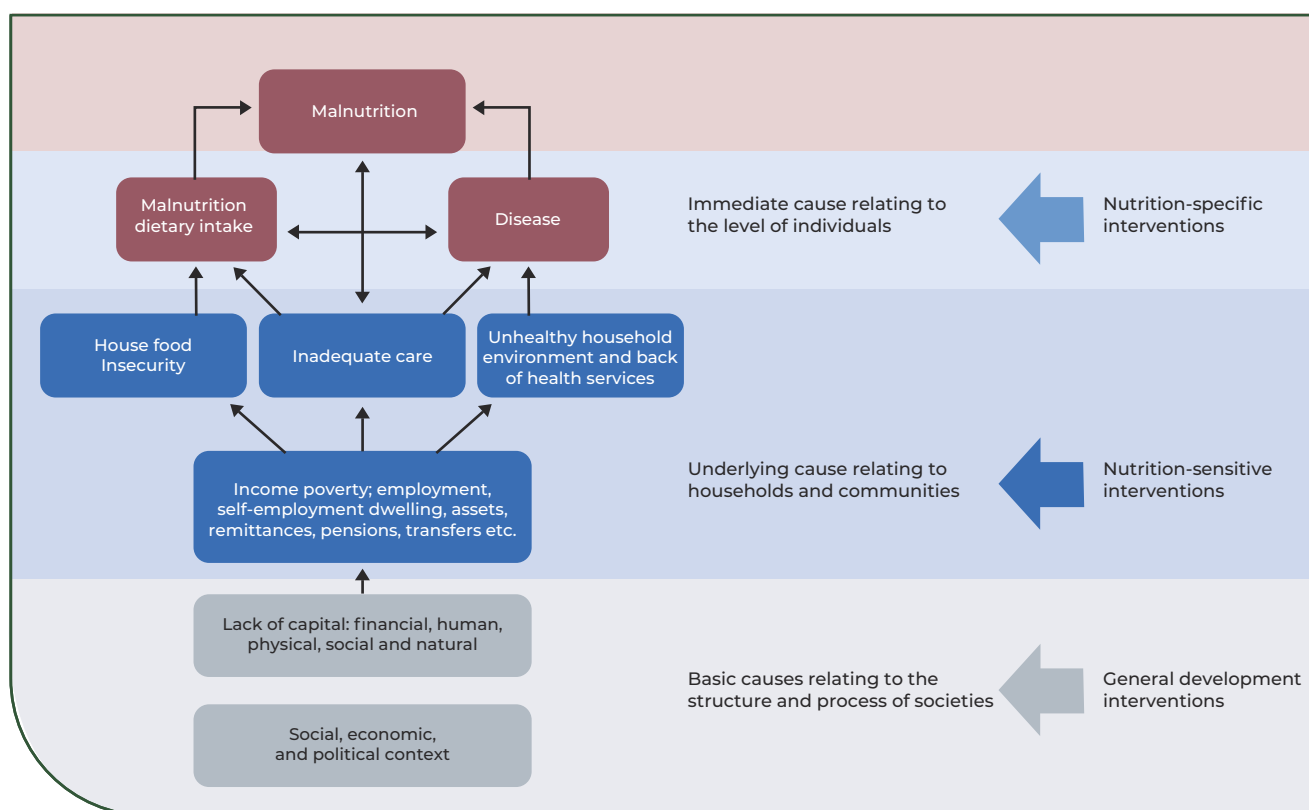 Malnutrition
Malnutrition
dietary intake
Disease
Immediate cause relating to
the level of individuals
Nutrition-specific
interventions
House food
Insecurity
Inadequate care
Unhealthy household
environment and back
of health services
Income poverty; employment,
self-employment dwelling, assets,
remittances, pensions, transfers etc.
Underlying cause relating to
households and communities
Nutrition-sensitive
interventions
Lack of capital: financial, human,
physical, social and natural
Basic causes relating to the
structure and process of societies
General development
interventions
Social, economic,
and political context